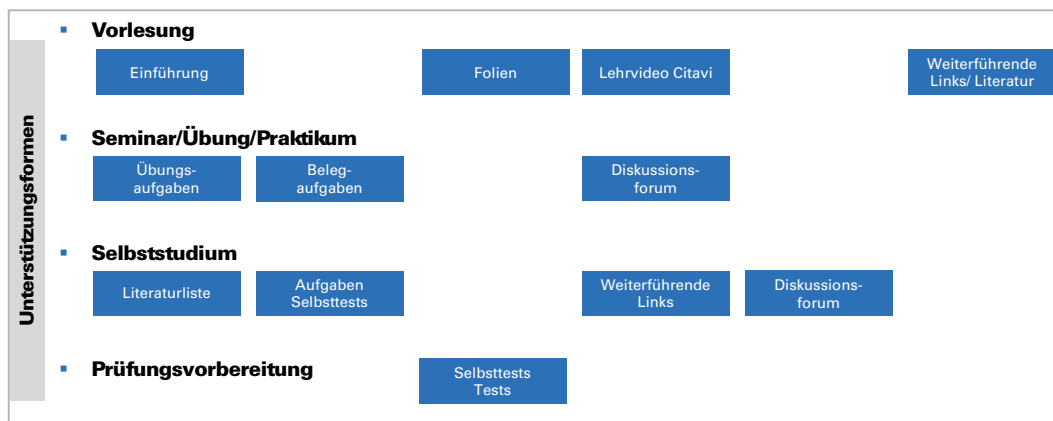 Unterstützungsformen
Vorlesung
Einführung
Folien
Lehrvideo Citavi
Weiterführende
Links/ Literatur
Seminar/Übung/Praktikum
Übungs-
aufgaben
Beleg-
aufgaben
Diskussions-
forum
Selbststudium
Literaturliste
Aufgaben
Selbsttests
Weiterführende
Links
Diskussions-
forum
Prüfungsvorbereitung
Selbsttests
Tests